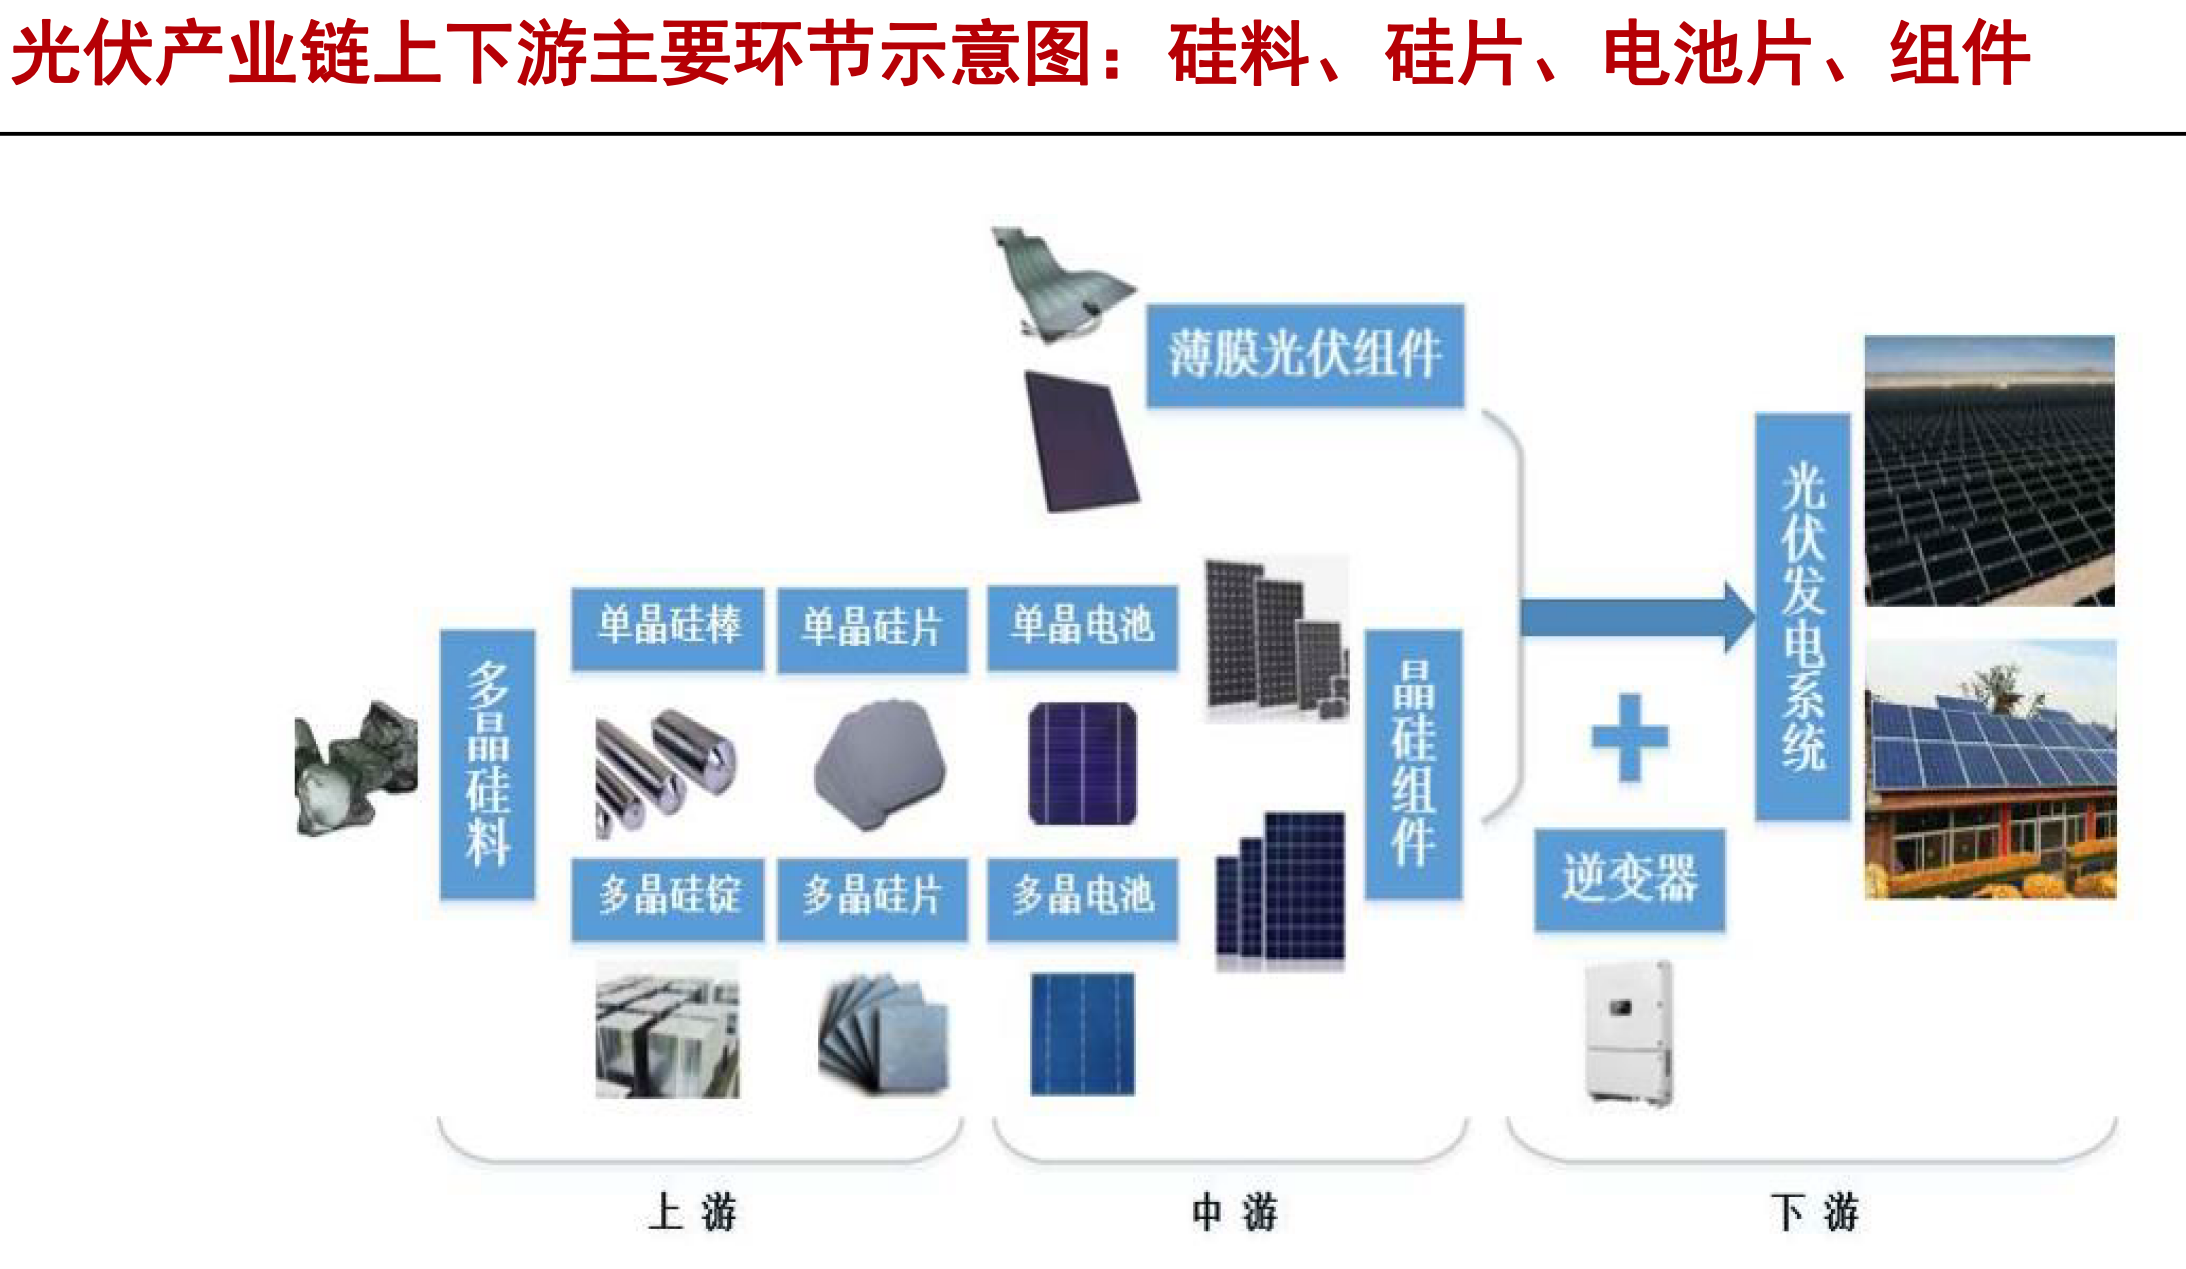 光伏产业链上下游主要环节示意图：硅料、硅片、电池片、组件
薄膜光伏组件
多晶硅料
单晶硅棒
单晶硅片
单晶电池
多晶硅锭
多晶硅片
多晶电池
晶硅组件
逆变器
光伏发电系统
上 游
中 游
下 游